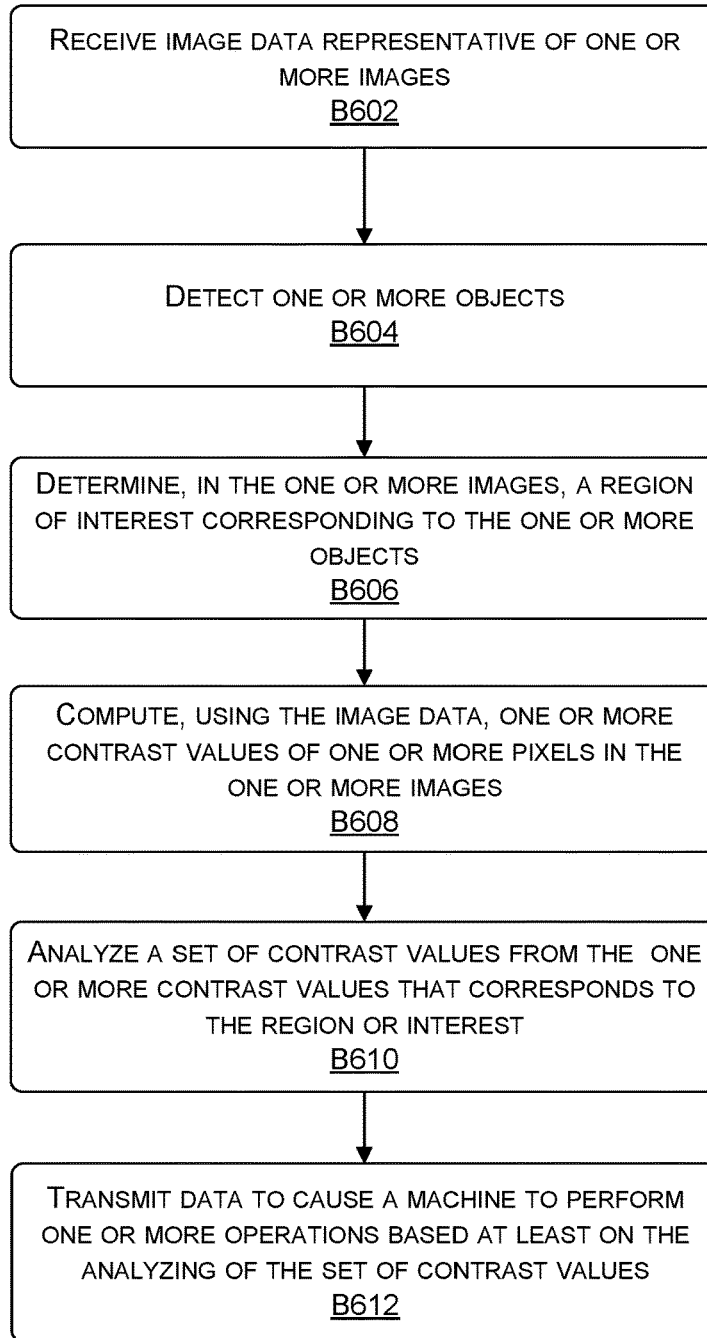 RECEIVE IMAGE DATA REPRESENTATIVE OF ONE OR
MORE IMAGES
B602
DETECT ONE OR MORE OBJECTS
B604
DETERMINE, IN THE ONE OR MORE IMAGES, A REGION
OF INTEREST CORRESPONDING TO THE ONE OR MORE
OBJECTS
B606
COMPUTE, USING THE IMAGE DATA, ONE OR MORE
CONTRAST VALUES OF ONE OR MORE PIXELS IN THE
ONE OR MORE IMAGES
B608
ANALYZE A SET OF CONTRAST VALUES FROM THE ONE
OR MORE CONTRAST VALUES THAT CORRESPONDS TO
THE REGION OR INTEREST
B610
TRANSMIT DATA TO CAUSE A MACHINE TO PERFORM
ONE OR MORE OPERATIONS BASED AT LEAST ON THE
ANALYZING OF THE SET OF CONTRAST VALUES
B612